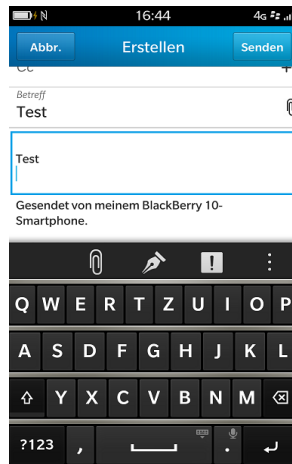 16:44
4G
Abbr.
Erstellen
Senden
Cc
Betreff
Test
Test
Gesendet von meinem BlackBerry 10-
Smartphone.
Q W E R T Z U I O P
A S D F G H J K L
Y X C V B N M
?123 , .